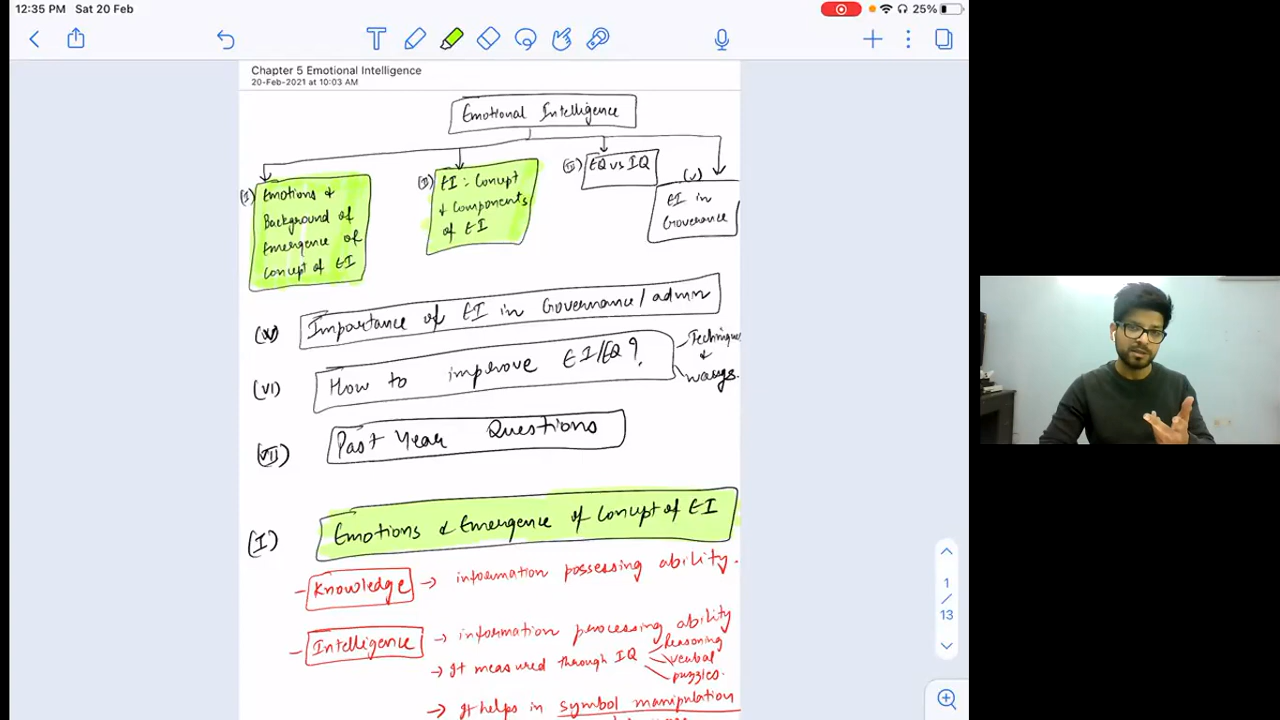 12:35 PM Sat 20 Feb
25%
Chapter 5 Emotional Intelligence
20-Feb-2021 at 10:03 AM
Emotional Intelligence
(I) Emotions &
Background of
Emergence of
Concept of EI
(II) EI: Concept
& Components
of EI
(III) EQ vs IQ
(V)
EI in
Governance
(V) Importance of EI in Governance/admn
(VI) How to improve EI/EQ?
Techniques
&
ways.
(VII) Past Year Questions
(I) Emotions & Emergence of Concept of EI
- Knowledge → information possessing ability.
- Intelligence → information processing ability
→ It measured through IQ
Reasoning
verbal
puzzles.
→ It helps in symbol manipulation
1
/
13